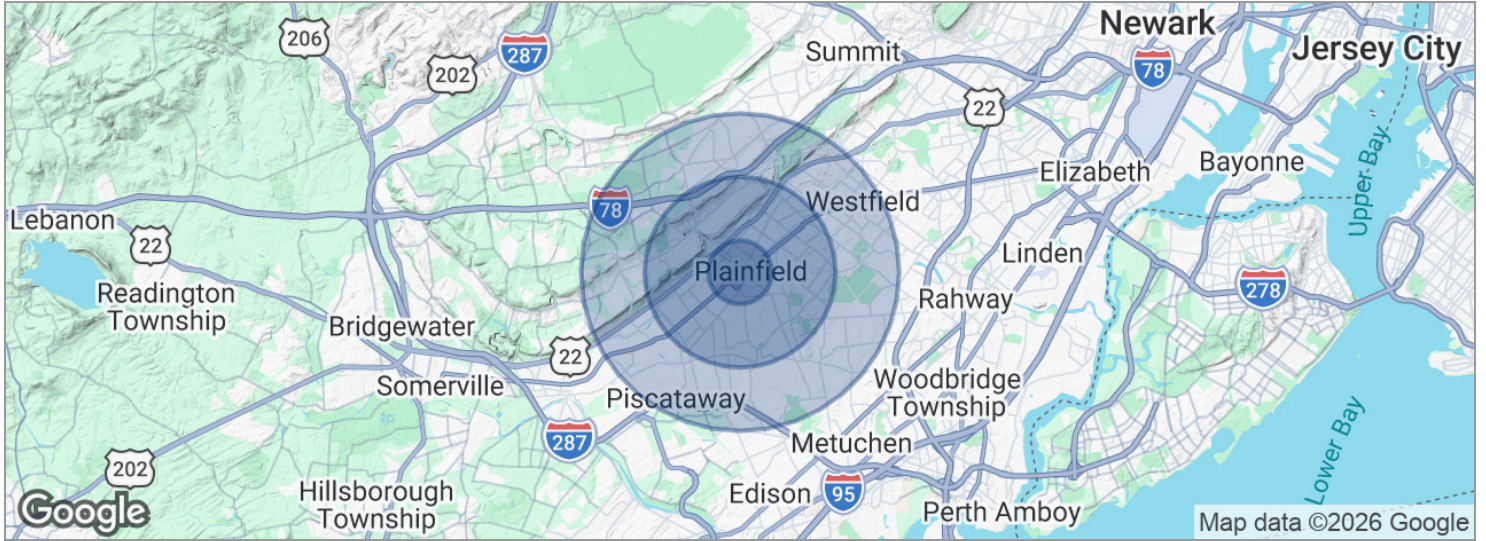 Newark
206
Summit
Jersey City
287
78
202
22
Upper Bay
Bayonne
Elizabeth
Westfield
78
Lebanon
22
Linden
Plainfield
278
Readington
Township
Rahway
Bridgewater
22
Woodbridge
Township
Somerville
Piscataway
Lower Bay
287
Metuchen
202
Hillsborough
Township
Edison
95
Perth Amboy
Google
Map data ©2026 Google